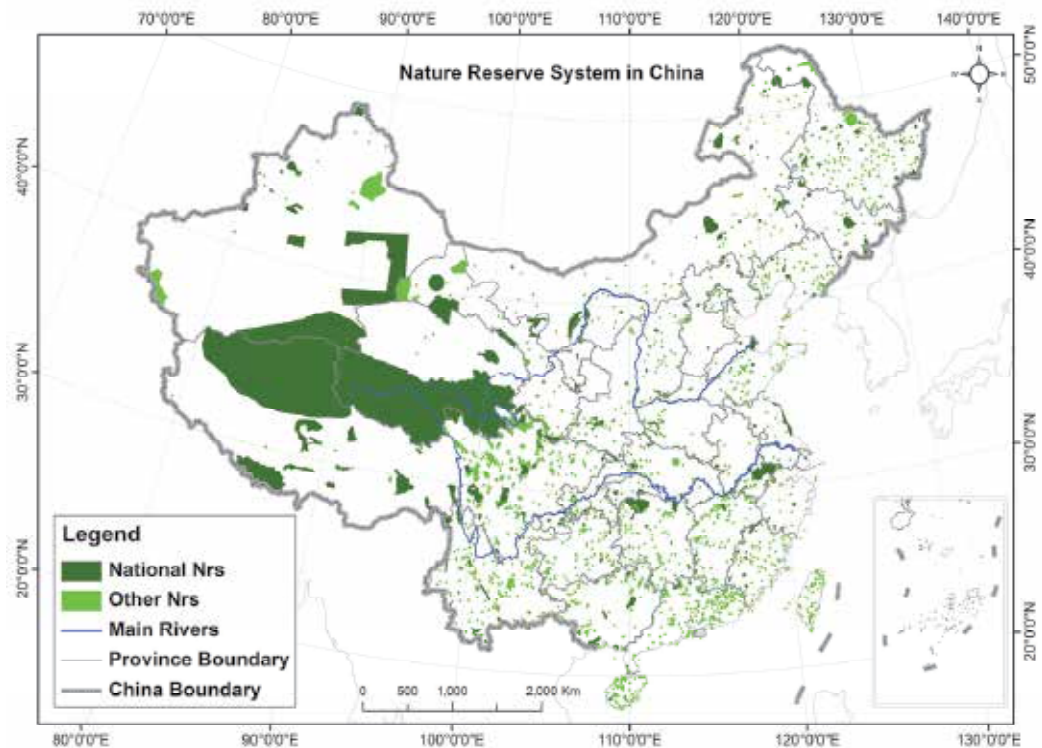 70°0'0"E 80°0'0"E 90°0'0"E 100°0'0"E 110°0'0"E 120°0'0"E 130°0'0"E 140°0'0"E
Nature Reserve System in China
50°0'0"N
40°0'0"N
40°0'0"N
30°0'0"N
30°0'0"N
20°0'0"N
20°0'0"N
Legend
National Nrs
Other Nrs
Main Rivers
Province Boundary
China Boundary
0 500 1,000 2,000 Km
80°0'0"E 90°0'0"E 100°0'0"E 110°0'0"E 120°0'0"E 130°0'0"E